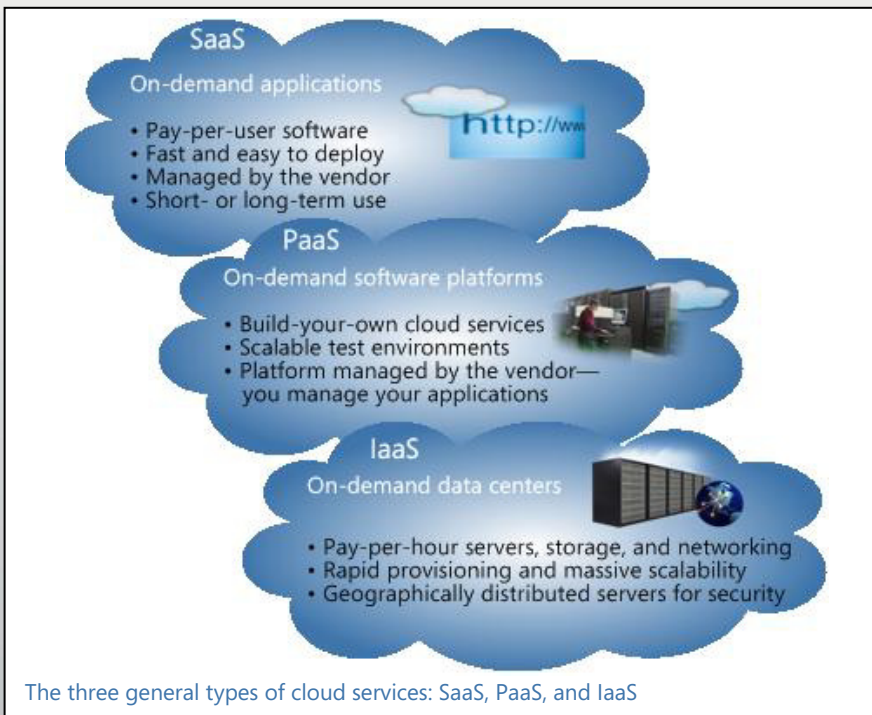 SaaS
On-demand applications
http://ww
• Pay-per-user software
• Fast and easy to deploy
• Managed by the vendor
• Short- or long-term use
PaaS
On-demand software platforms
• Build-your-own cloud services
• Scalable test environments
• Platform managed by the vendor—
you manage your applications
IaaS
On-demand data centers
• Pay-per-hour servers, storage, and networking
• Rapid provisioning and massive scalability
• Geographically distributed servers for security
The three general types of cloud services: SaaS, PaaS, and IaaS